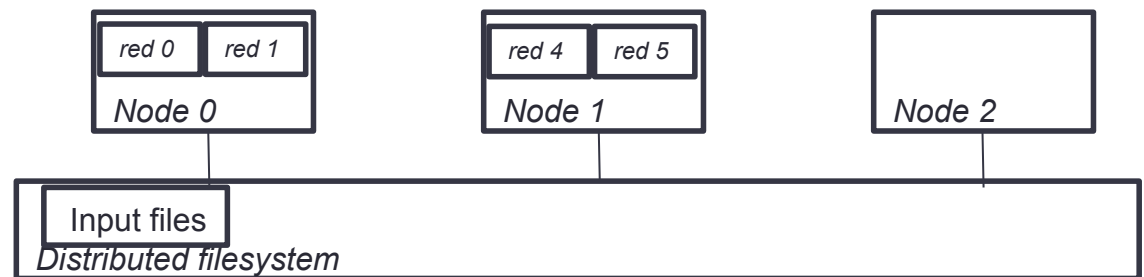 red 0 red 1 red 4 red 5
Node 0 Node 1 Node 2
Input files
Distributed filesystem